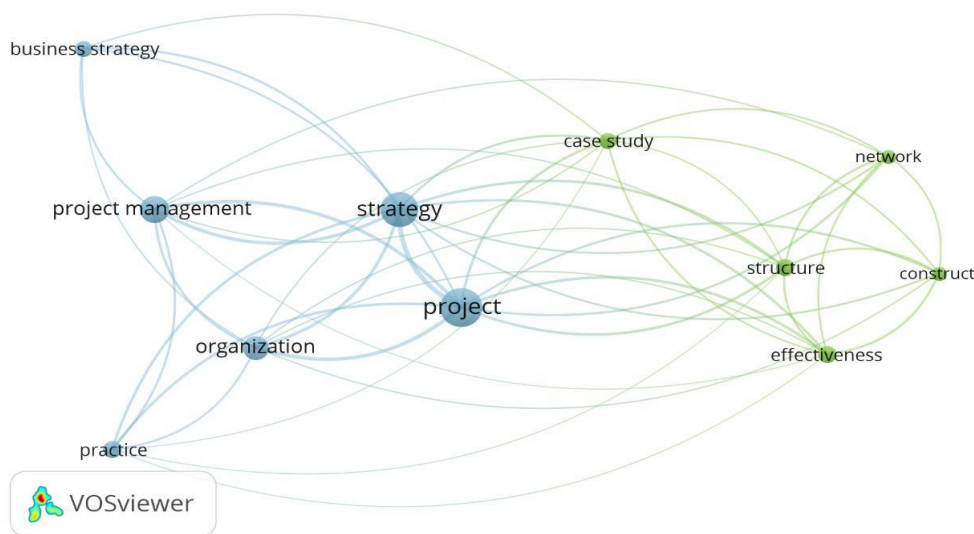 business strategy
case study
network
project management
strategy
structure
construct
project
organization
effectiveness
practice
VOSviewer